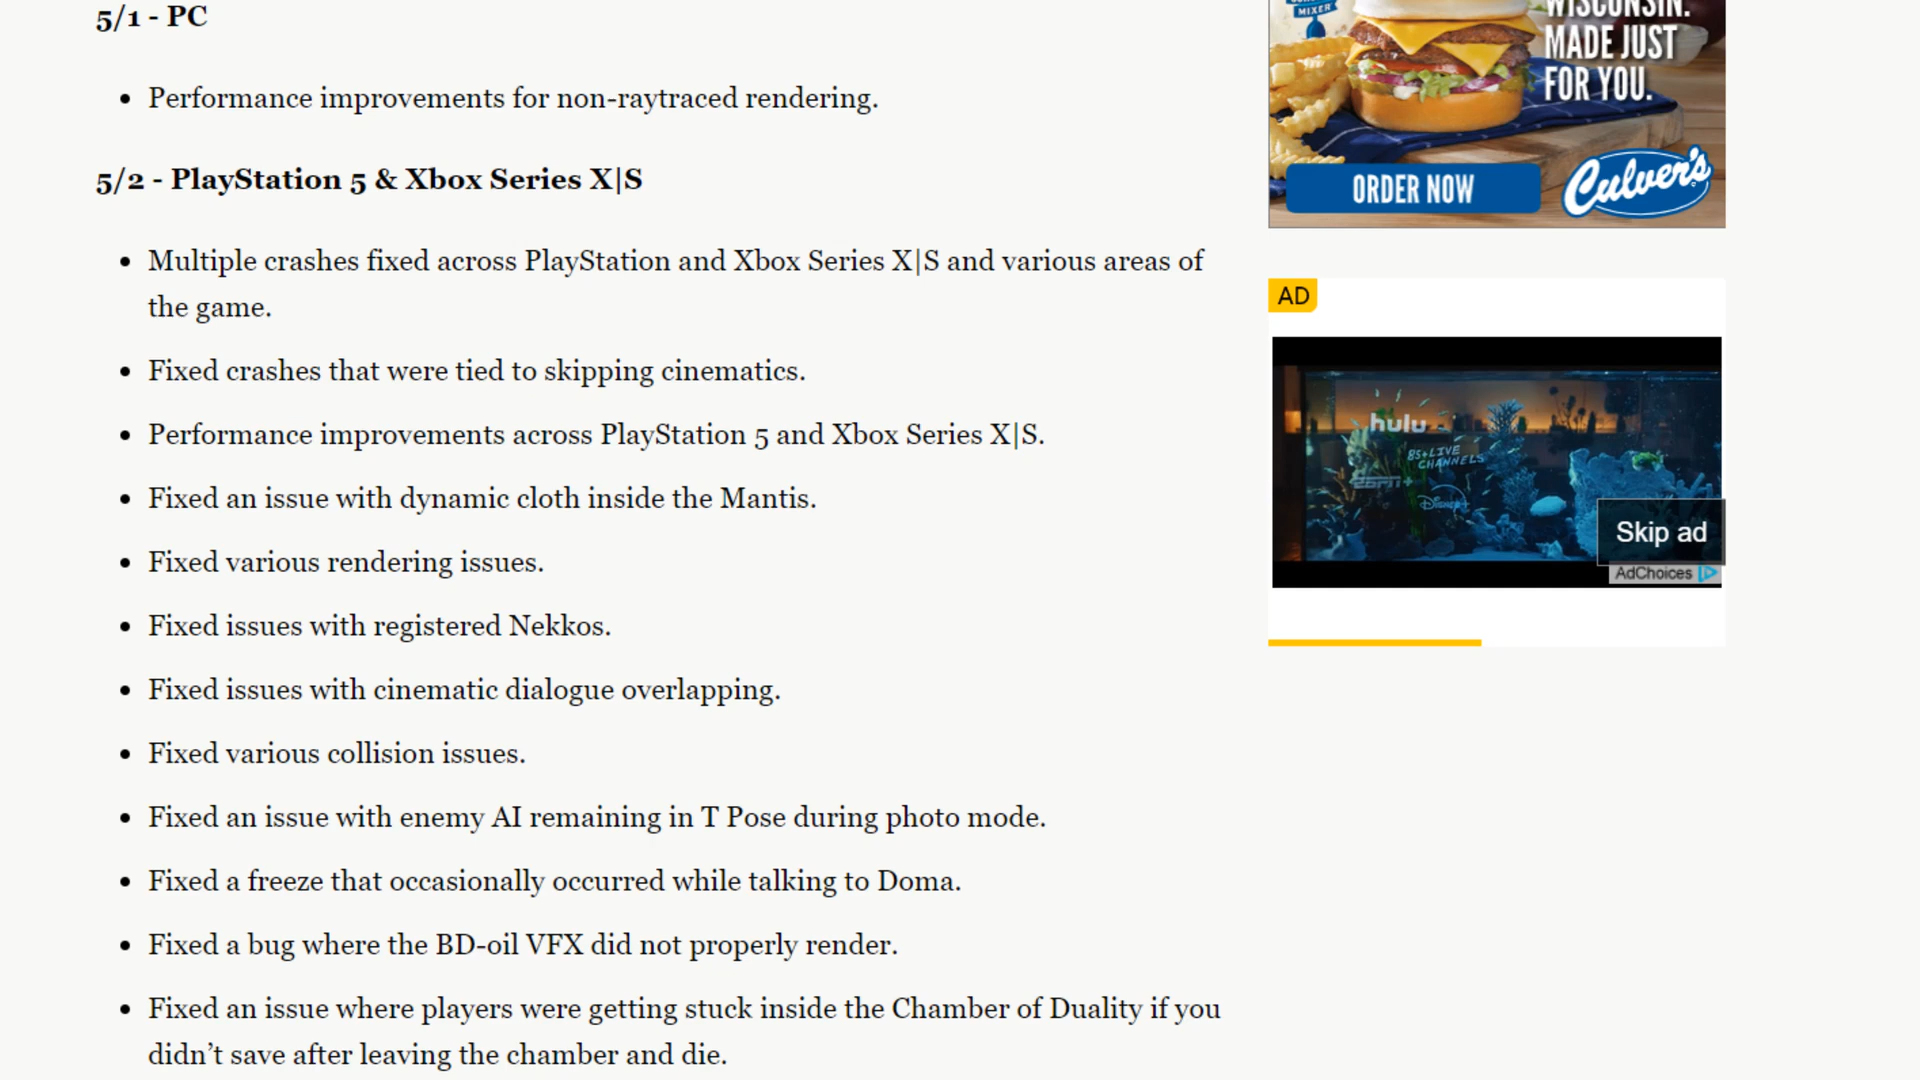 5/1 - PC
• Performance improvements for non-raytraced rendering.
5/2 - PlayStation 5 & Xbox Series X|S
• Multiple crashes fixed across PlayStation and Xbox Series X|S and various areas of
the game.
• Fixed crashes that were tied to skipping cinematics.
• Performance improvements across PlayStation 5 and Xbox Series X|S.
• Fixed an issue with dynamic cloth inside the Mantis.
• Fixed various rendering issues.
• Fixed issues with registered Nekkos.
• Fixed issues with cinematic dialogue overlapping.
• Fixed various collision issues.
• Fixed an issue with enemy AI remaining in T Pose during photo mode.
• Fixed a freeze that occasionally occurred while talking to Doma.
• Fixed a bug where the BD-oil VFX did not properly render.
• Fixed an issue where players were getting stuck inside the Chamber of Duality if you
didn’t save after leaving the chamber and die.
MIXER
WISCONSIN.
MADE JUST
FOR YOU.
ORDER NOW
Culver's
AD
hulu
85+ LIVE
CHANNELS
ESPN+
Disney+
Skip ad
AdChoices